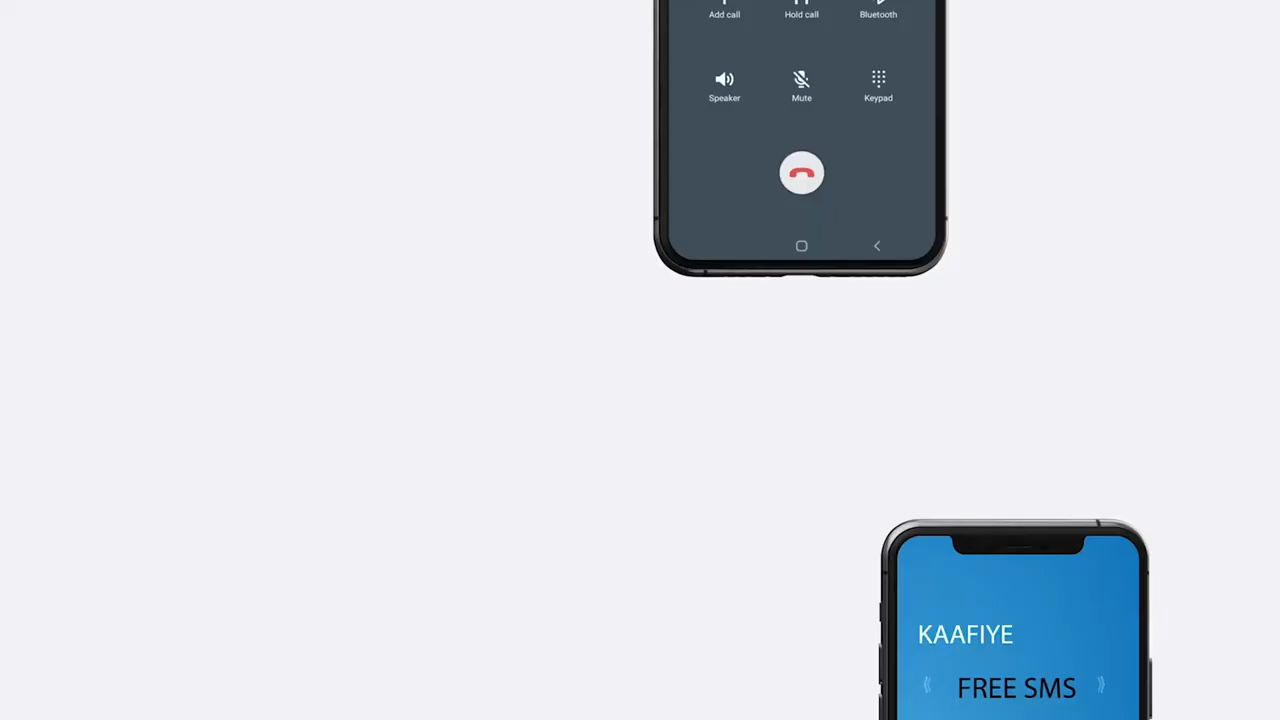 Add call Hold call Bluetooth
Speaker Mute Keypad
KAAFIYE
FREE SMS